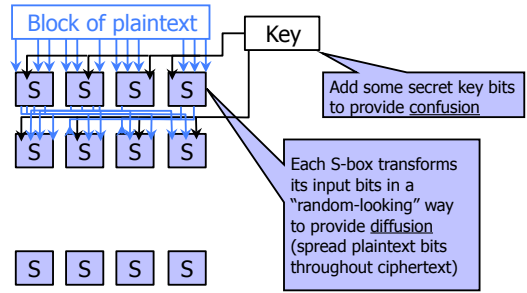 Block of plaintext
Key
S S S S
Add some secret key bits
to provide confusion
S S S S
Each S-box transforms
its input bits in a
“random-looking” way
to provide diffusion
(spread plaintext bits
throughout ciphertext)
S S S S